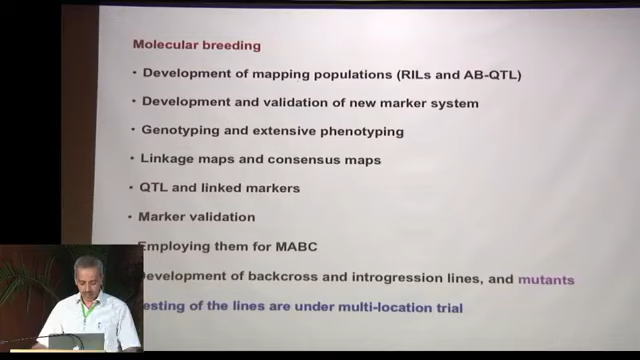 Molecular breeding
• Development of mapping populations (RILs and AB-QTL)
• Development and validation of new marker system
• Genotyping and extensive phenotyping
• Linkage maps and consensus maps
• QTL and linked markers
• Marker validation
Employing them for MABC
evelopment of backcross and introgression lines, and mutants
esting of the lines are under multi-location trial